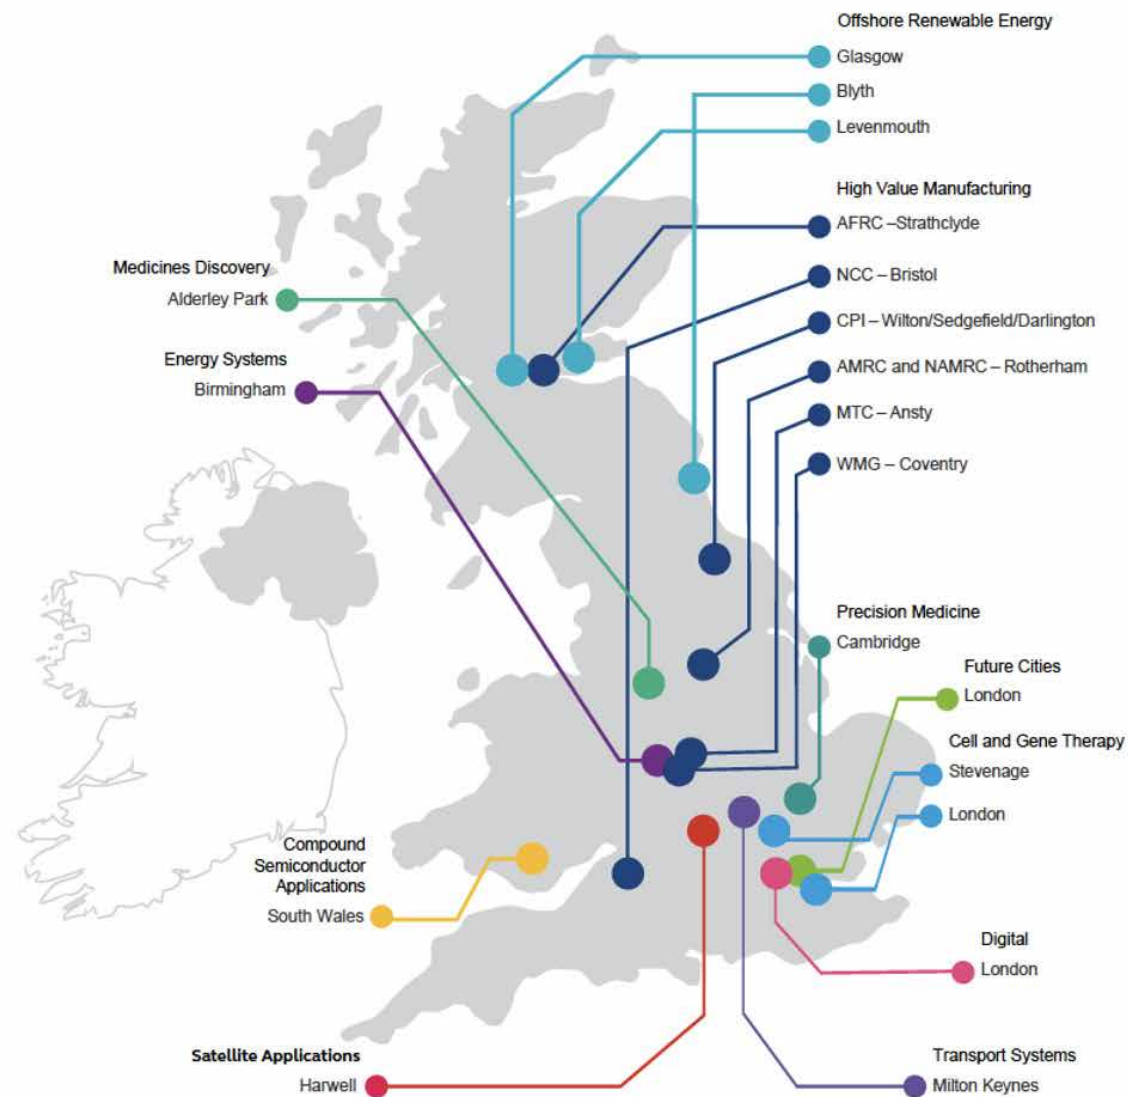 Offshore Renewable Energy
Glasgow
Blyth
Levenmouth
High Value Manufacturing
AFRC –Strathclyde
NCC – Bristol
CPI – Wilton/Sedgefield/Darlington
AMRC and NAMRC – Rotherham
MTC – Ansty
WMG – Coventry
Medicines Discovery
Alderley Park
Energy Systems
Birmingham
Precision Medicine
Cambridge
Future Cities
London
Cell and Gene Therapy
Stevenage
London
Compound
Semiconductor
Applications
South Wales
Digital
London
Satellite Applications
Harwell
Transport Systems
Milton Keynes